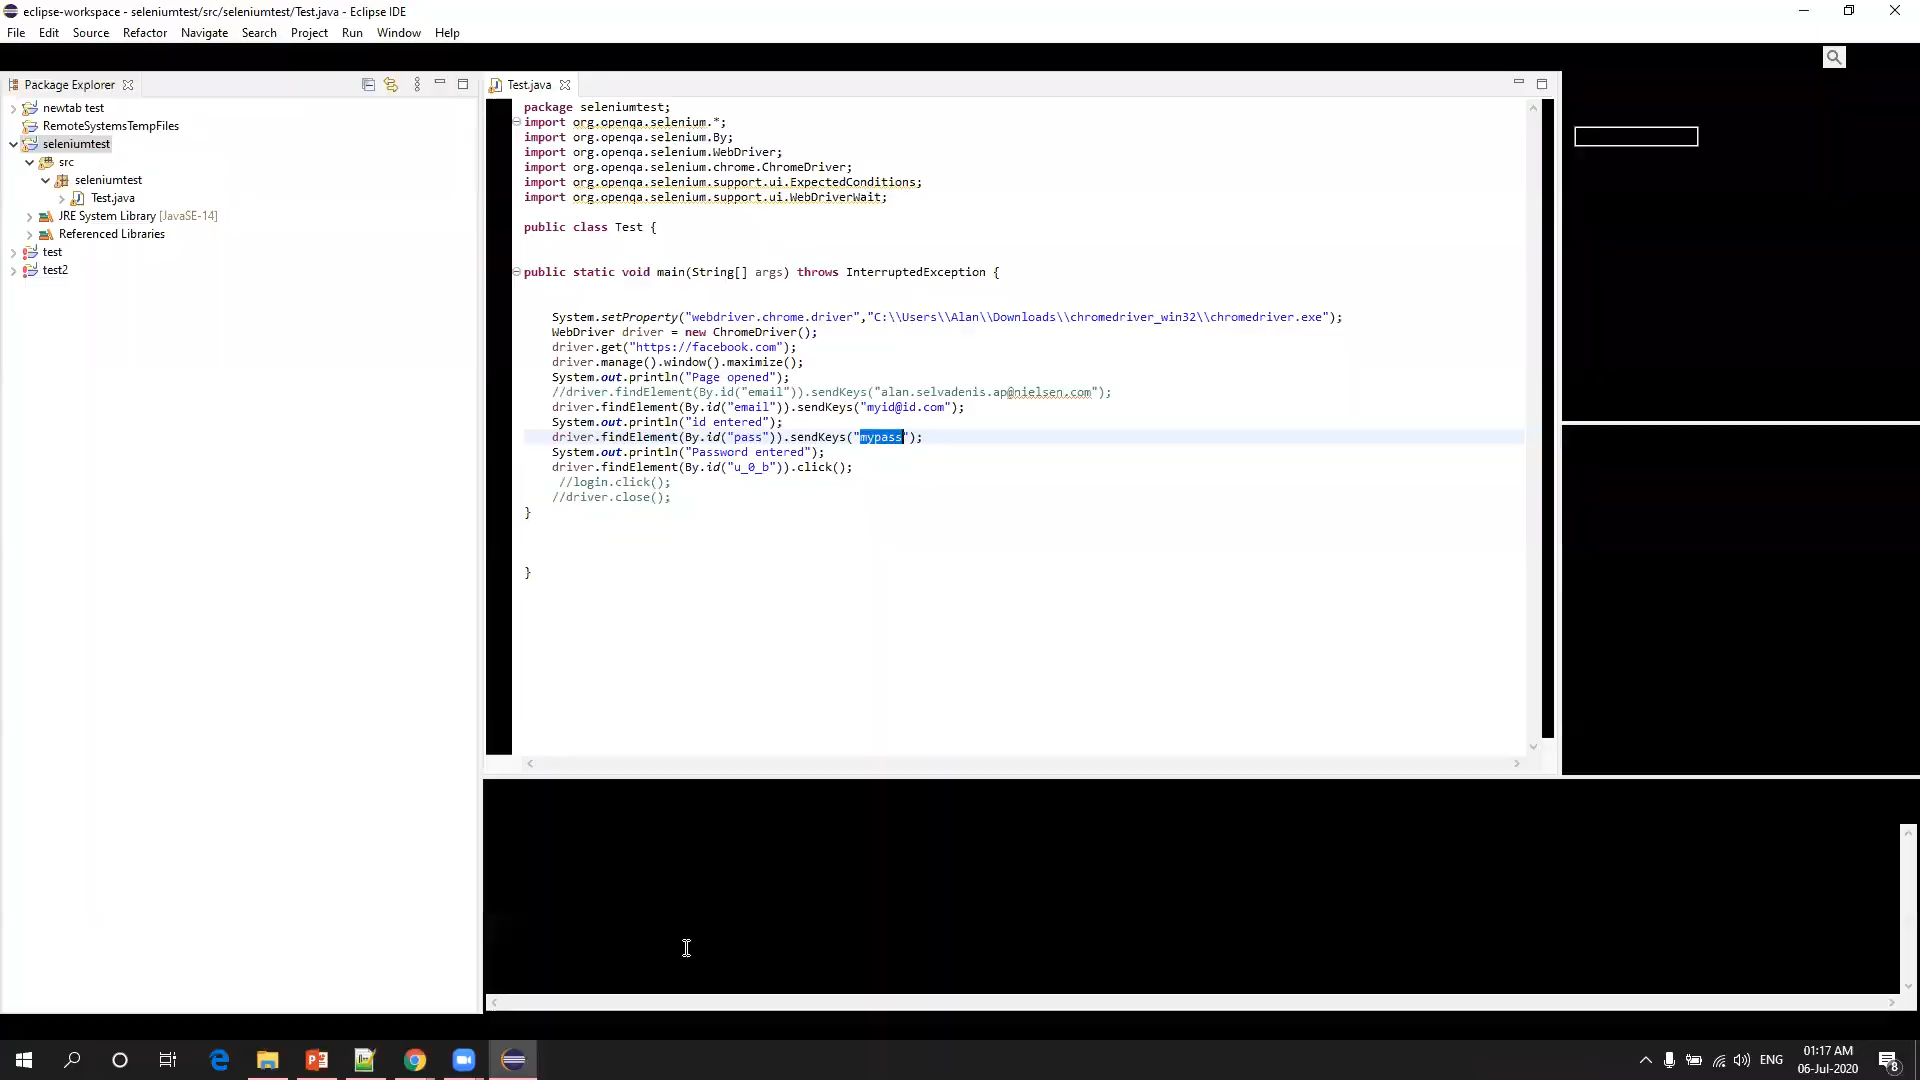 eclipse-workspace - seleniumtest/src/seleniumtest/Test.java - Eclipse IDE
File Edit Source Refactor Navigate Search Project Run Window Help
Package Explorer
newtab test
RemoteSystemsTempFiles
seleniumtest
src
seleniumtest
Test.java
JRE System Library [JavaSE-14]
Referenced Libraries
test
test2
Test.java
package seleniumtest;
import org.openqa.selenium.*;
import org.openqa.selenium.By;
import org.openqa.selenium.WebDriver;
import org.openqa.selenium.chrome.ChromeDriver;
import org.openqa.selenium.support.ui.ExpectedConditions;
import org.openqa.selenium.support.ui.WebDriverWait;
public class Test {
public static void main(String[] args) throws InterruptedException {
System.setProperty("webdriver.chrome.driver","C:\\Users\\Alan\\Downloads\\chromedriver_win32\\chromedriver.exe");
WebDriver driver = new ChromeDriver();
driver.get("https://facebook.com");
driver.manage().window().maximize();
System.out.println("Page opened");
//driver.findElement(By.id("email")).sendKeys("alan.selvadenis.ap@nielsen.com");
driver.findElement(By.id("email")).sendKeys("myid@id.com");
System.out.println("id entered");
driver.findElement(By.id("pass")).sendKeys("mypass");
System.out.println("Password entered");
driver.findElement(By.id("u_0_b")).click();
//login.click();
//driver.close();
}
}
ENG
01:17 AM
06-Jul-2020
8